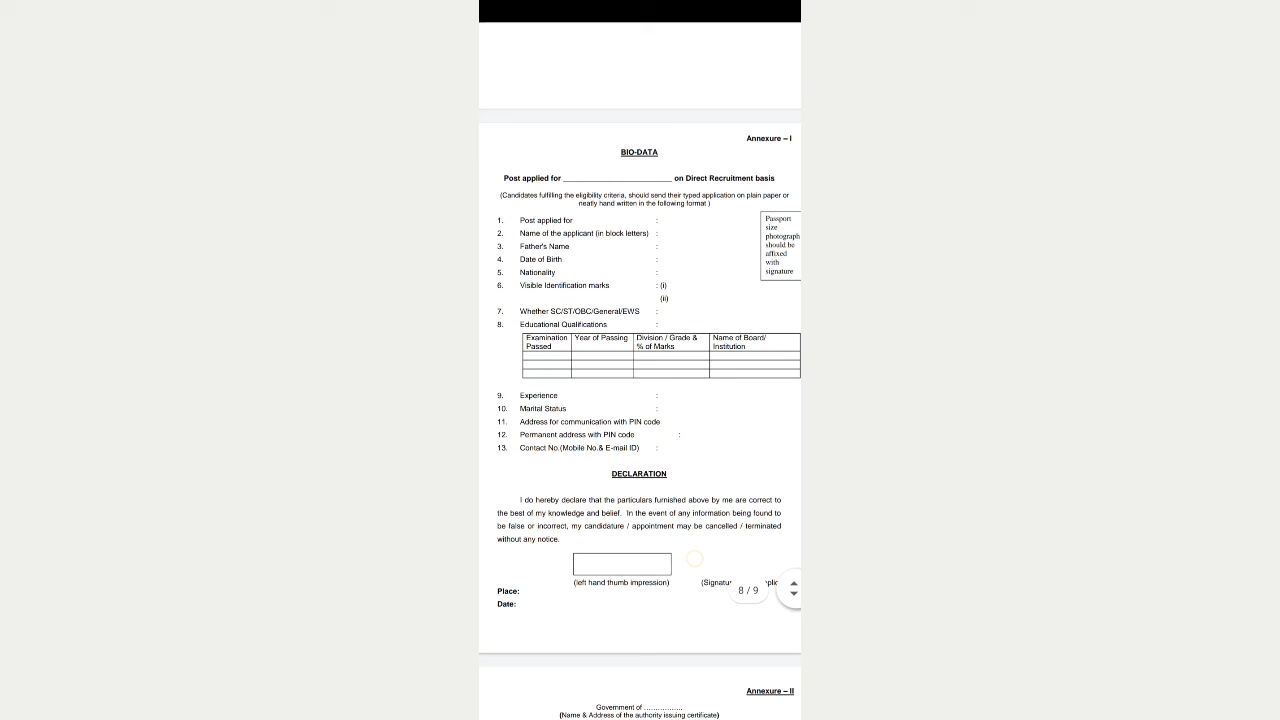 Annexure – I
BIO-DATA
Post applied for __________________________ on Direct Recruitment basis
(Candidates fulfilling the eligibility criteria, should send their typed application on plain paper or
neatly hand written in the following format )
1. Post applied for :
2. Name of the applicant (in block letters) :
3. Father's Name :
4. Date of Birth :
5. Nationality :
6. Visible Identification marks : (i)
(ii)
Passport
size
photograph
should be
affixed
with
signature
7. Whether SC/ST/OBC/General/EWS :
8. Educational Qualifications :
Examination Year of Passing Division / Grade & Name of Board/
Passed % of Marks Institution
9. Experience :
10. Marital Status :
11. Address for communication with PIN code
12. Permanent address with PIN code :
13. Contact No.(Mobile No.& E-mail ID) :
DECLARATION
I do hereby declare that the particulars furnished above by me are correct to
the best of my knowledge and belief. In the event of any information being found to
be false or incorrect, my candidature / appointment may be cancelled / terminated
without any notice.
(left hand thumb impression)
8 / 9
Place:
Date:
Annexure – II
Government of ................
(Name & Address of the authority issuing certificate)